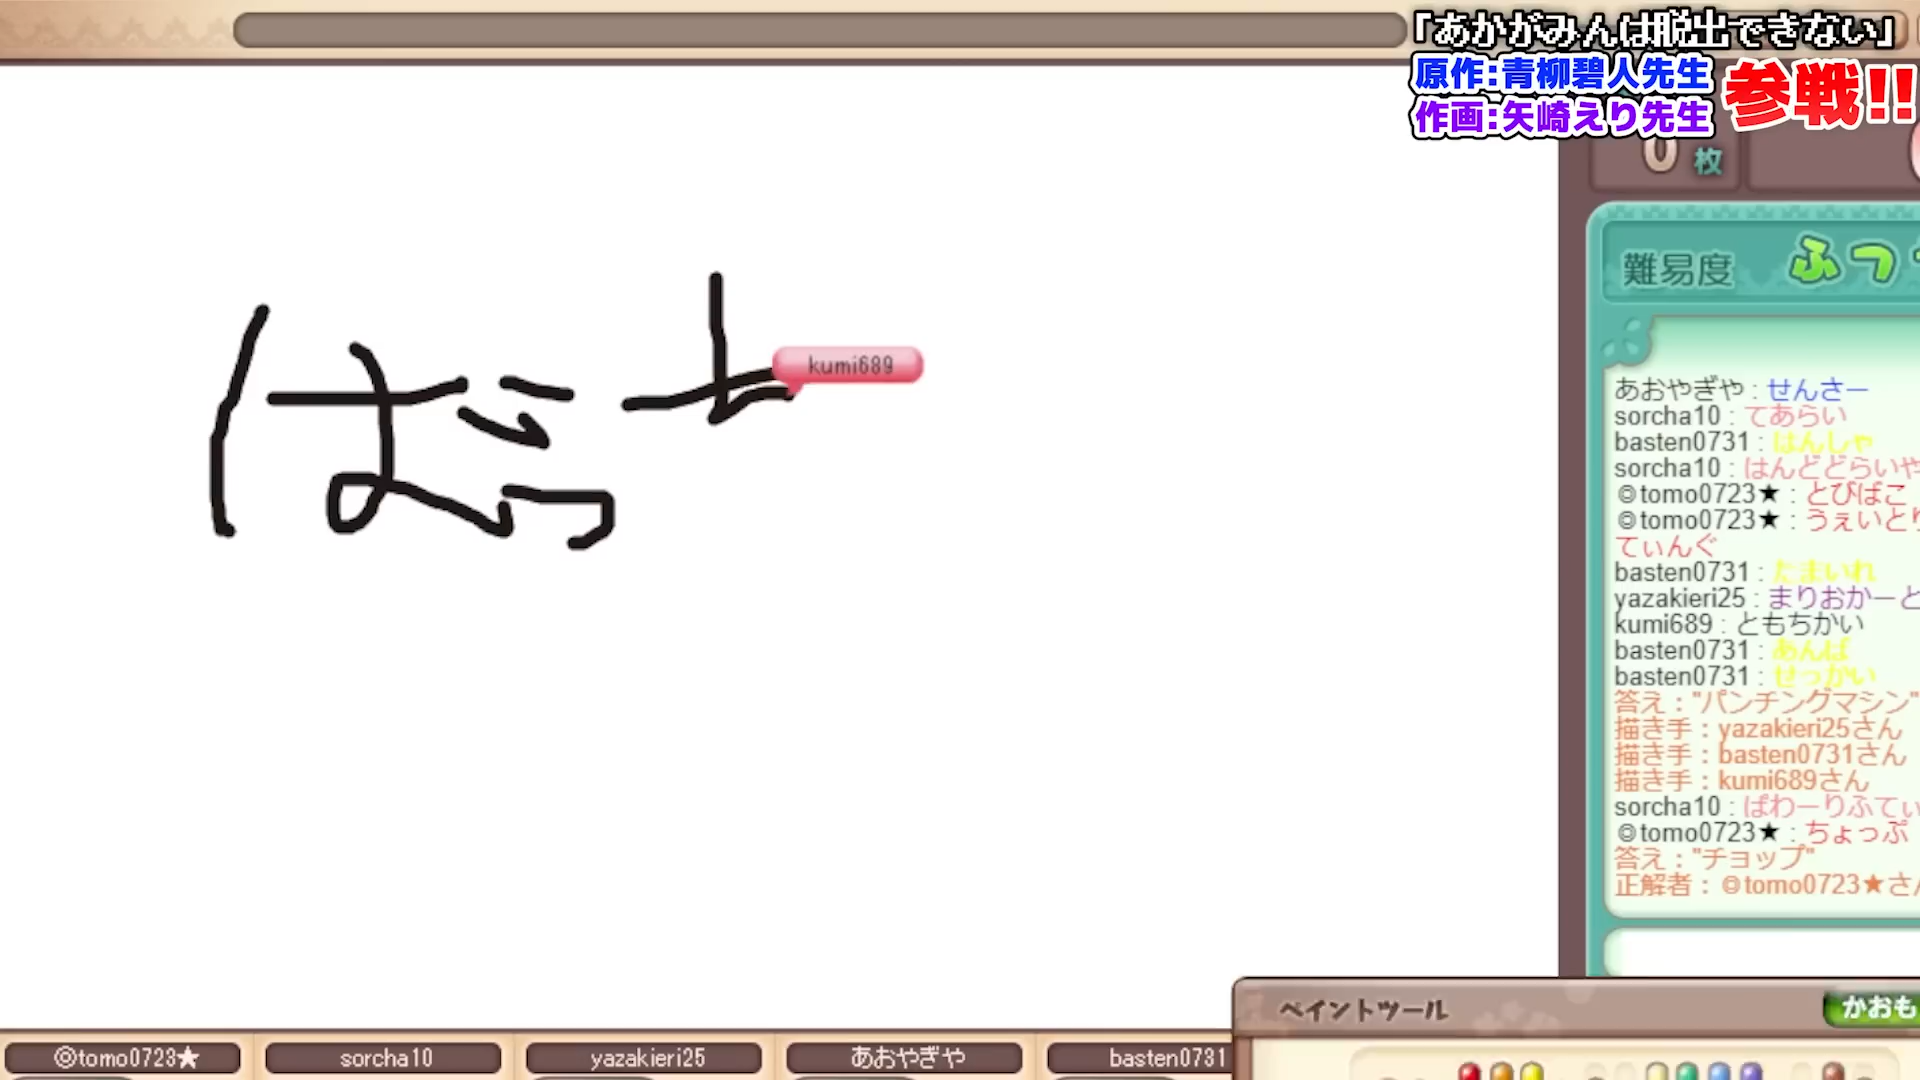 「あかがみんは脱出できない」
原作:青柳碧人先生
作画:矢崎えり先生
参戦!!
0 枚
難易度 ふつ
kumi689
あおやぎや : せんさー
sorcha10 : てあらい
basten0731 : はんしゃ
sorcha10 : はんどどらいや
◎tomo0723★ : とびばこ
◎tomo0723★ : うぇいとり
てぃんぐ
basten0731 : たまいれ
yazakieri25 : まりおかーと
kumi689 : ともちかい
basten0731 : あんぱ
basten0731 : せっかい
答え : "パンチングマシン"
描き手 : yazakieri25さん
描き手 : basten0731さん
描き手 : kumi689さん
sorcha10 : ぱわーりふてぃ
◎tomo0723★ : ちょっぷ
答え : "チョップ"
正解者 : ◎tomo0723★さ
ペイントツール
かおも
◎tomo0723★
sorcha10
yazakieri25
あおやぎや
basten0731